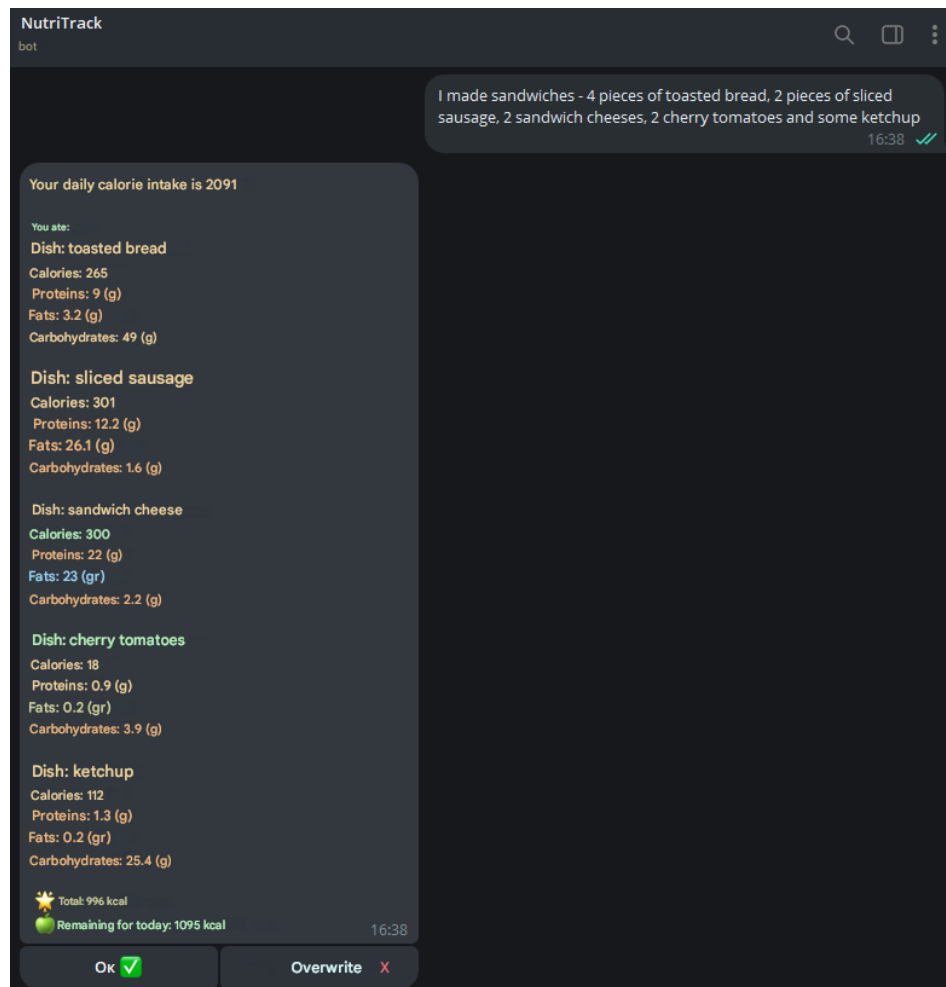 NutriTrack
bot
I made sandwiches - 4 pieces of toasted bread, 2 pieces of sliced
sausage, 2 sandwich cheeses, 2 cherry tomatoes and some ketchup
16:38
Your daily calorie intake is 2091
You ate:
Dish: toasted bread
Calories: 265
Proteins: 9 (g)
Fats: 3.2 (g)
Carbohydrates: 49 (g)
Dish: sliced sausage
Calories: 301
Proteins: 12.2 (g)
Fats: 26.1 (g)
Carbohydrates: 1.6 (g)
Dish: sandwich cheese
Calories: 300
Proteins: 22 (g)
Fats: 23 (gr)
Carbohydrates: 2.2 (g)
Dish: cherry tomatoes
Calories: 18
Proteins: 0.9 (g)
Fats: 0.2 (gr)
Carbohydrates: 3.9 (g)
Dish: ketchup
Calories: 112
Proteins: 1.3 (g)
Fats: 0.2 (gr)
Carbohydrates: 25.4 (g)
Total: 996 kcal
Remaining for today: 1095 kcal
16:38
Ок ✅
Overwrite X